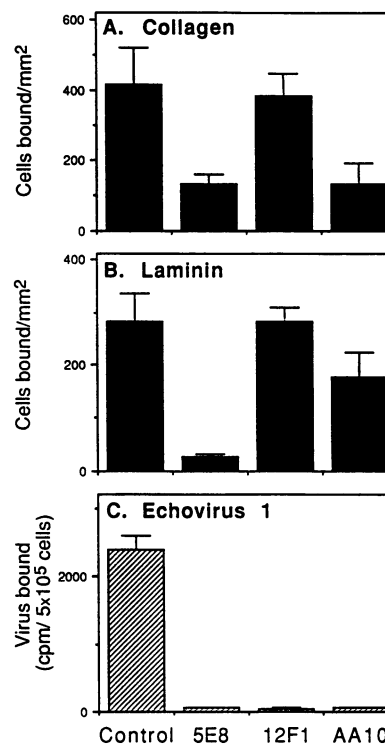 A. Collagen
Cells bound/mm²
600
400
200
0
B. Laminin
Cells bound/mm²
400
200
0
C. Echovirus 1
Virus bound
(cpm/ 5x10⁵ cells)
2000
0
Control 5E8 12F1 AA10